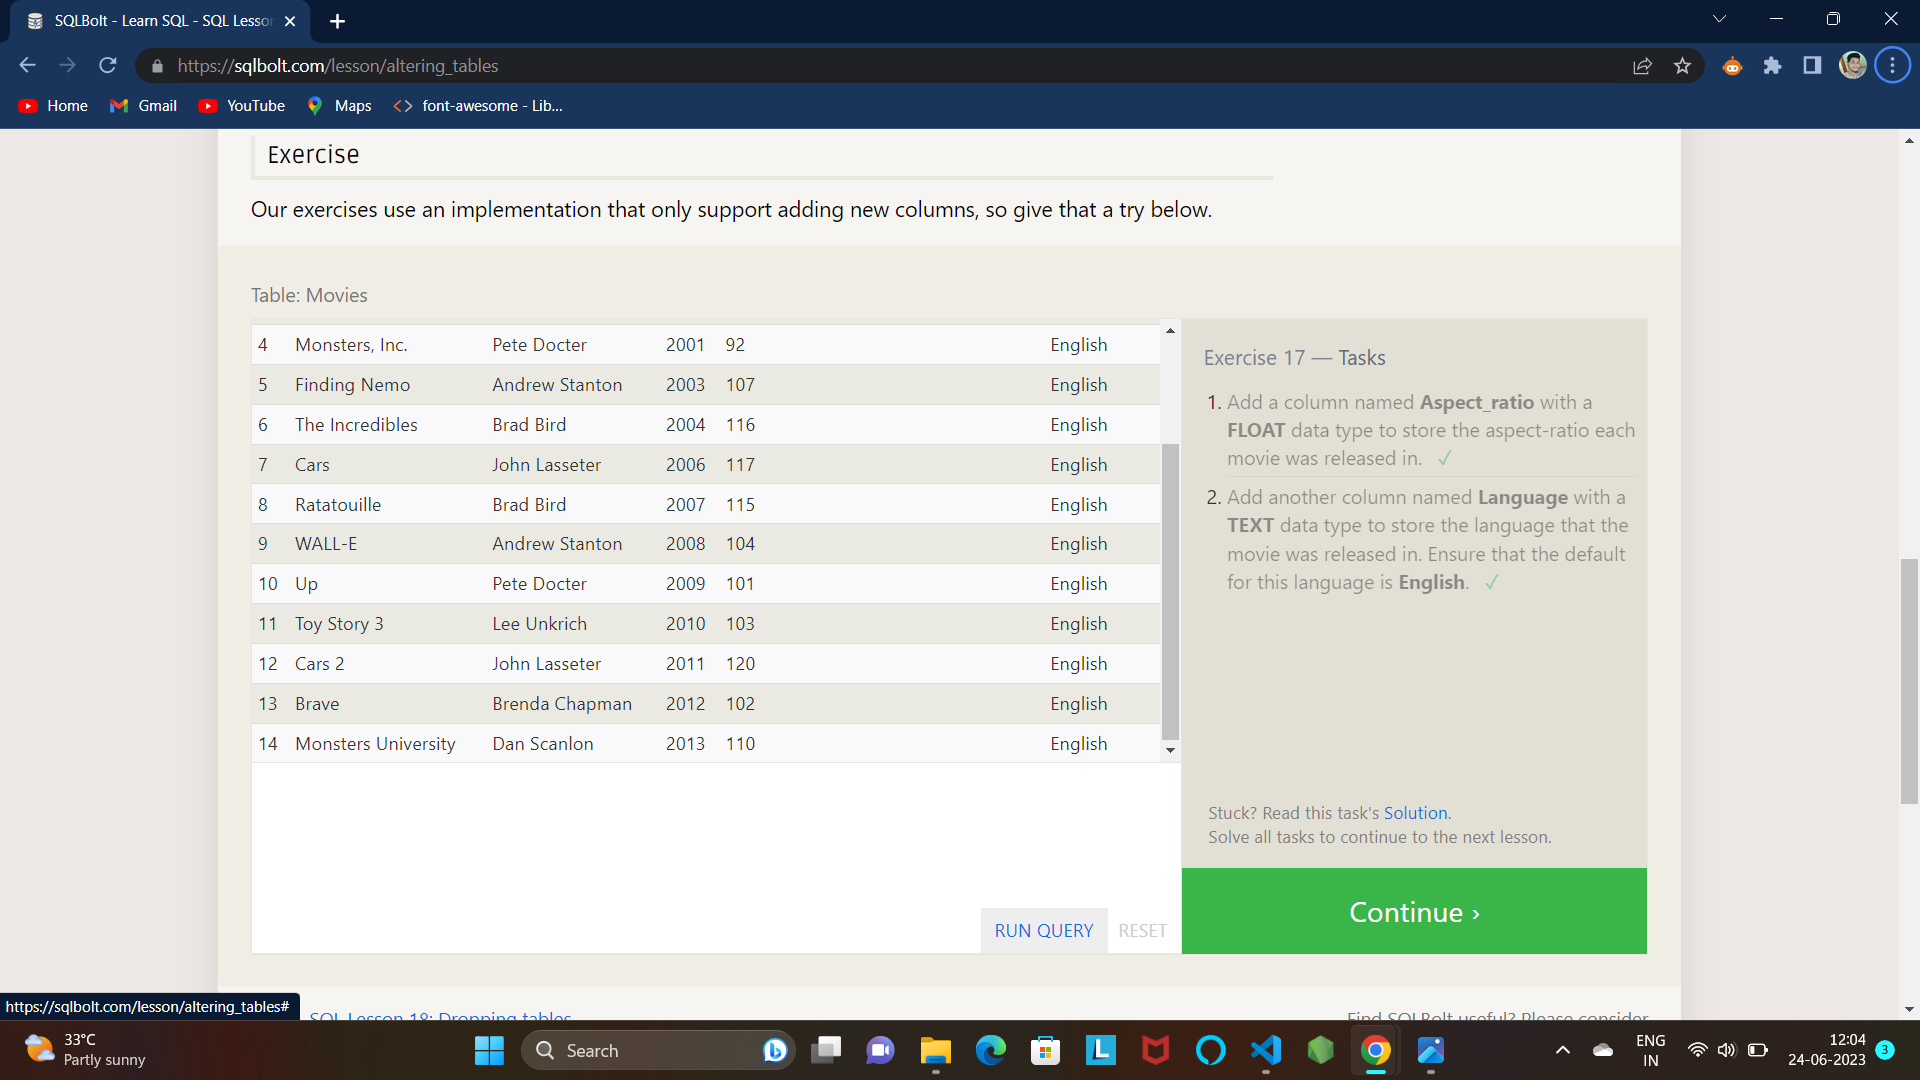 SQLBolt - Learn SQL - SQL Lesso
https://sqlbolt.com/lesson/altering_tables
Home
Gmail
YouTube
Maps
font-awesome - Lib...
Exercise
Our exercises use an implementation that only support adding new columns, so give that a try below.
Table: Movies
4 Monsters, Inc. Pete Docter 2001 92 English
5 Finding Nemo Andrew Stanton 2003 107 English
6 The Incredibles Brad Bird 2004 116 English
7 Cars John Lasseter 2006 117 English
8 Ratatouille Brad Bird 2007 115 English
9 WALL-E Andrew Stanton 2008 104 English
10 Up Pete Docter 2009 101 English
11 Toy Story 3 Lee Unkrich 2010 103 English
12 Cars 2 John Lasseter 2011 120 English
13 Brave Brenda Chapman 2012 102 English
14 Monsters University Dan Scanlon 2013 110 English
RUN QUERY
RESET
Exercise 17 — Tasks
1. Add a column named Aspect_ratio with a
FLOAT data type to store the aspect-ratio each
movie was released in. ✓
2. Add another column named Language with a
TEXT data type to store the language that the
movie was released in. Ensure that the default
for this language is English. ✓
Stuck? Read this task's Solution.
Solve all tasks to continue to the next lesson.
Continue ›
https://sqlbolt.com/lesson/altering_tables#
SQL Lesson 18: Dropping tables
Find SQLBolt useful? Please consider
33°C
Partly sunny
Search
L
ENG
IN
12:04
24-06-2023
3